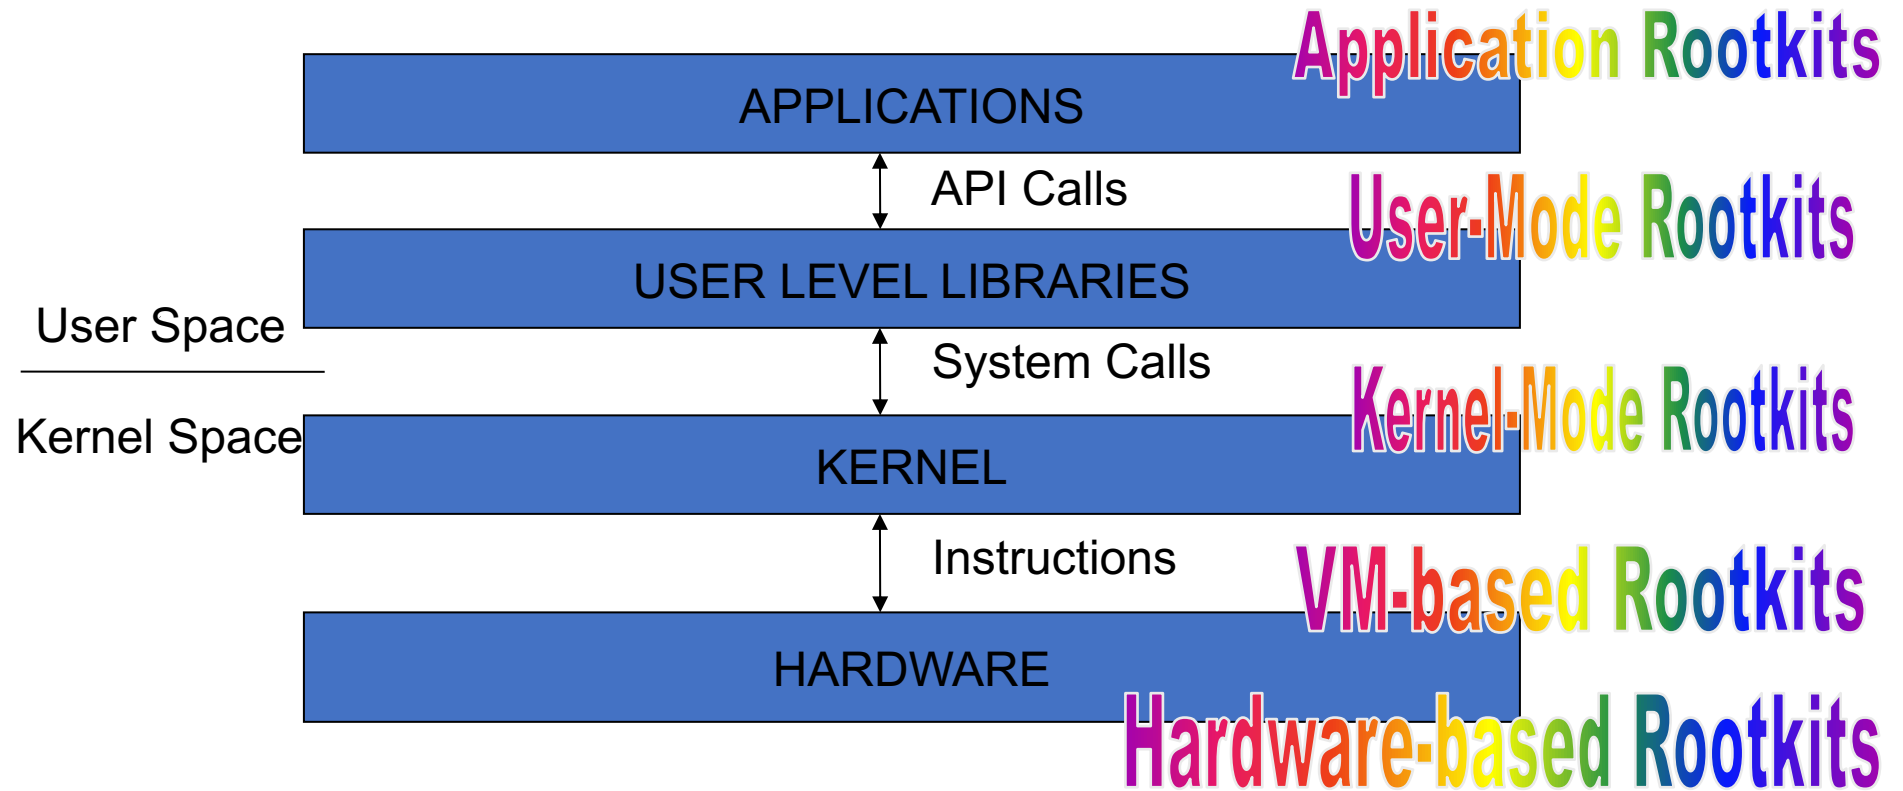 Application Rootkits
APPLICATIONS
API Calls
User-Mode Rootkits
USER LEVEL LIBRARIES
User Space
System Calls
Kernel-Mode Rootkits
Kernel Space
KERNEL
Instructions
VM-based Rootkits
HARDWARE
Hardware-based Rootkits